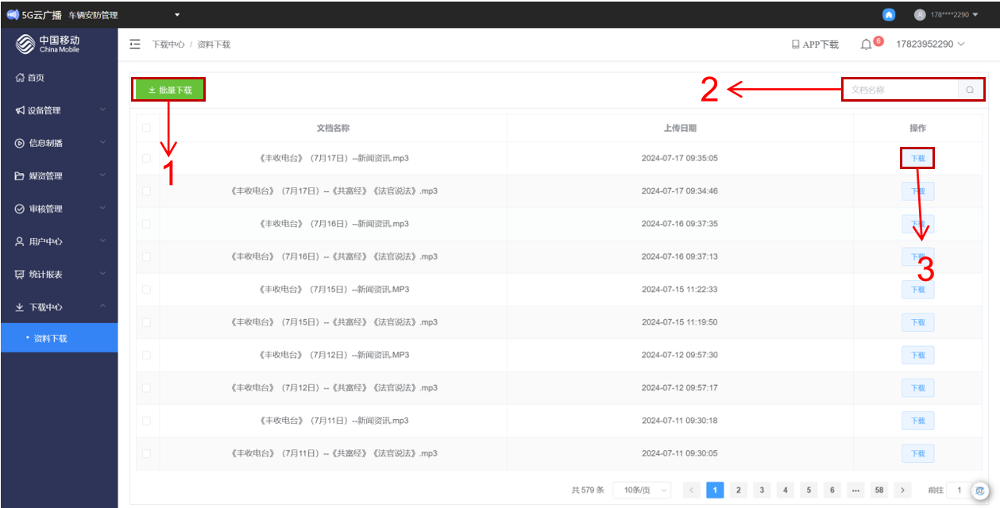 5G云广播 车辆安防管理 178****2290
中国移动
China Mobile
下载中心 / 资料下载 APP下载 6 17823952290
首页
设备管理
信息制播
媒资管理
审核管理
用户中心
统计报表
下载中心
资料下载
批量下载 2 文档名称
1
文档名称 上传日期 操作
《丰收电台》（7月17日）--新闻资讯.mp3 2024-07-17 09:35:05 下载
《丰收电台》（7月17日）--《共富经》《法官说法》.mp3 2024-07-17 09:34:46 下载
《丰收电台》（7月16日）--新闻资讯.mp3 2024-07-16 09:37:35 下载
《丰收电台》（7月16日）--《共富经》《法官说法》.mp3 2024-07-16 09:37:13 下载
3
《丰收电台》（7月15日）--新闻资讯.MP3 2024-07-15 11:22:33 下载
《丰收电台》（7月15日）--《共富经》《法官说法》.mp3 2024-07-15 11:19:50 下载
《丰收电台》（7月12日）--新闻资讯.MP3 2024-07-12 09:57:30 下载
《丰收电台》（7月12日）--《共富经》《法官说法》.mp3 2024-07-12 09:57:17 下载
《丰收电台》（7月11日）--新闻资讯.mp3 2024-07-11 09:30:18 下载
《丰收电台》（7月11日）--《共富经》《法官说法》.mp3 2024-07-11 09:30:05 下载
共 579 条 10条/页 < 1 2 3 4 5 6 ••• 58 > 前往 1